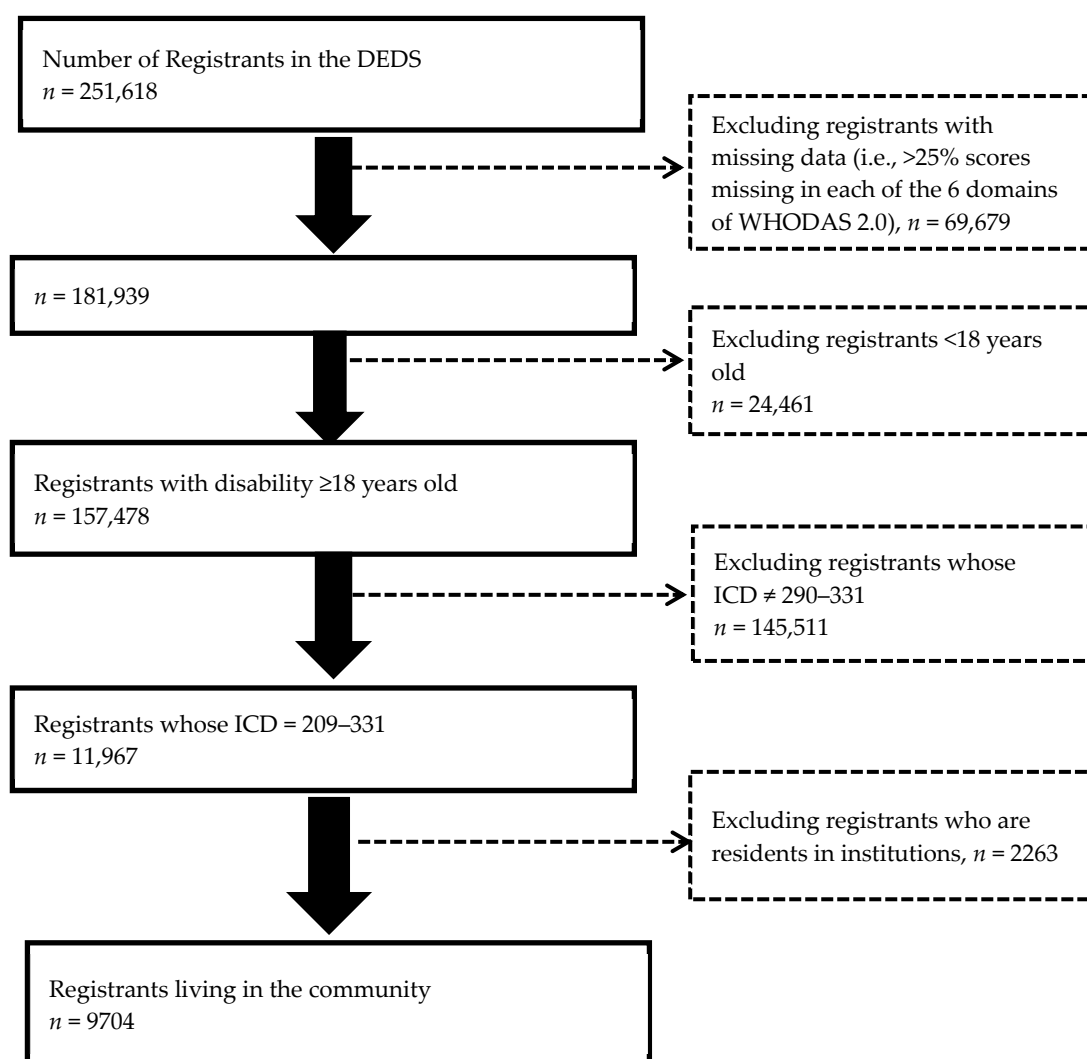 Number of Registrants in the DEDS
n = 251,618
Excluding registrants with
missing data (i.e., >25% scores
missing in each of the 6 domains
of WHODAS 2.0), n = 69,679
n = 181,939
Excluding registrants <18 years
old
n = 24,461
Registrants with disability ≥18 years old
n = 157,478
Excluding registrants whose
ICD ≠ 290–331
n = 145,511
Registrants whose ICD = 209–331
n = 11,967
Excluding registrants who are
residents in institutions, n = 2263
Registrants living in the community
n = 9704